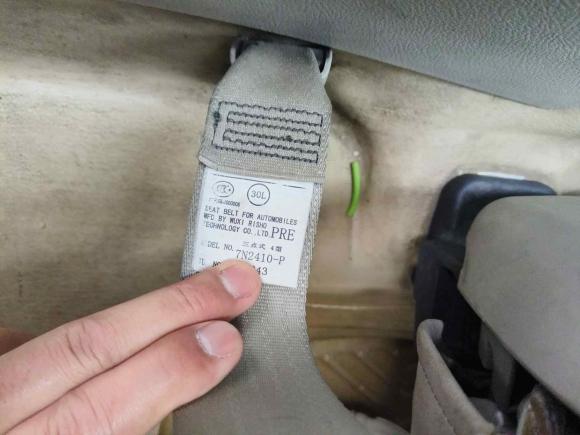 30L
SEAT BELT FOR AUTOMOBILES
MFD BY WUXI RISHO
TECHNOLOGY CO.,LTD. PRE
三点式 4型
DEL NO. 7N2410-P
NO. 43